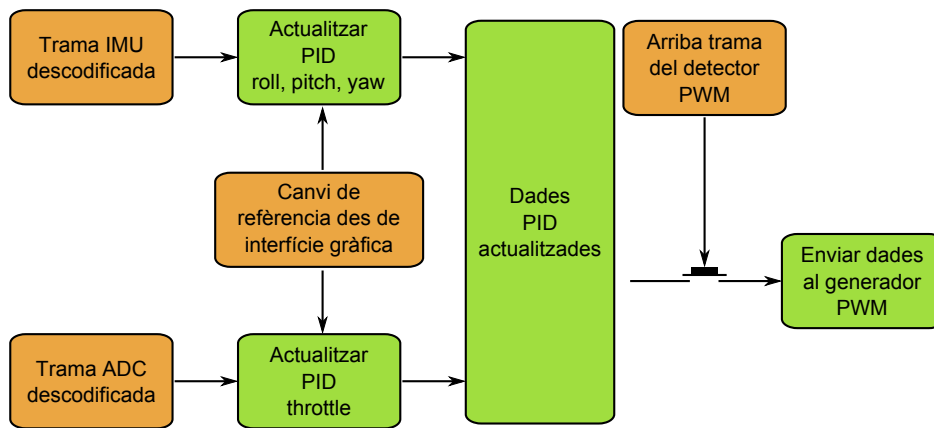 Trama IMU
descodificada
Actualitzar
PID
roll, pitch, yaw
Arriba trama
del detector
PWM
Canvi de
refèrencia des de
interfície gràfica
Dades
PID
actualitzades
Enviar dades
al generador
PWM
Trama ADC
descodificada
Actualitzar
PID
throttle